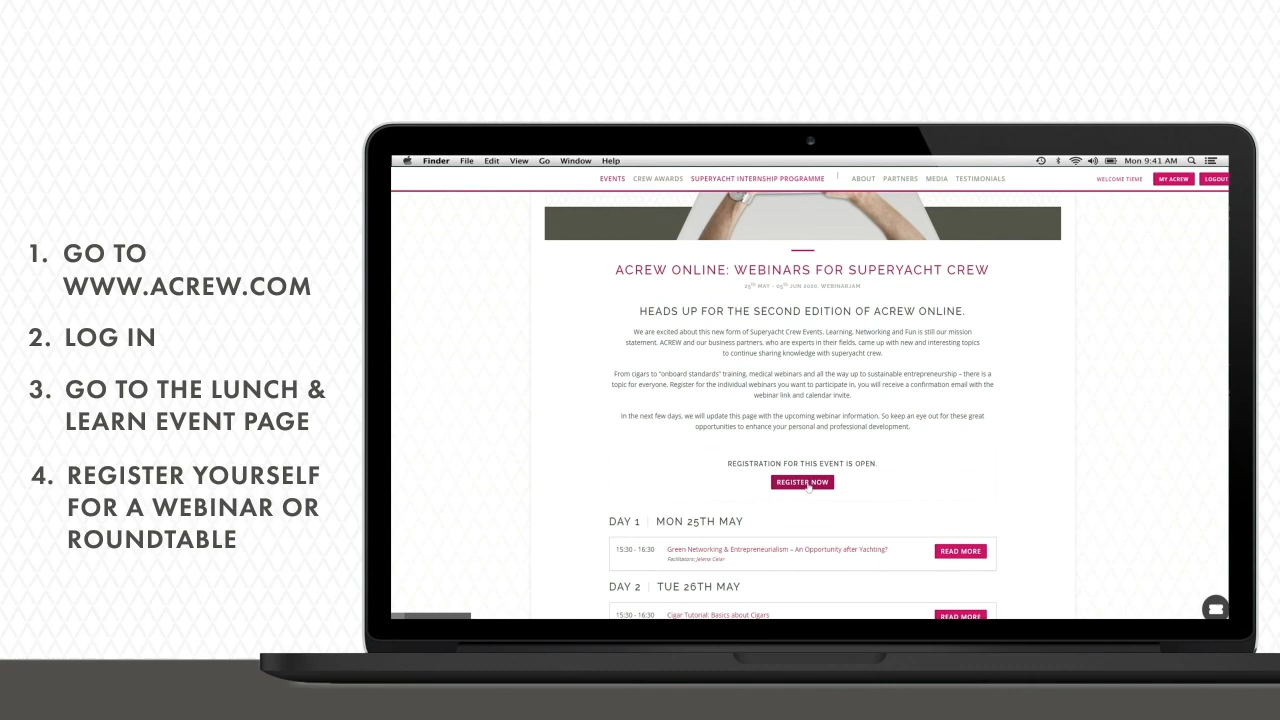 1. GO TO
WWW.ACREW.COM
2. LOG IN
3. GO TO THE LUNCH &
LEARN EVENT PAGE
4. REGISTER YOURSELF
FOR A WEBINAR OR
ROUNDTABLE
Finder File Edit View Go Window Help Mon 9:41 AM
EVENTS CREW AWARDS SUPERYACHT INTERNSHIP PROGRAMME | ABOUT PARTNERS MEDIA TESTIMONIALS WELCOME TIEME MY ACREW LOGOUT
ACREW ONLINE: WEBINARS FOR SUPERYACHT CREW
25th MAY - 05th JUN 2020, WEBINARJAM
HEADS UP FOR THE SECOND EDITION OF ACREW ONLINE.
We are excited about this new form of Superyacht Crew Events. Learning, Networking and Fun is still our mission
statement. ACREW and our business partners, who are experts in their fields, came up with new and interesting topics
to continue sharing knowledge with superyacht crew.
From cigars to "onboard standards" training, medical webinars and all the way up to sustainable entrepreneurship – there is a
topic for everyone. Register for the individual webinars you want to participate in, you will receive a confirmation email with the
webinar link and calendar invite.
In the next few days, we will update this page with the upcoming webinar information. So keep an eye out for these great
opportunities to enhance your personal and professional development.
REGISTRATION FOR THIS EVENT IS OPEN.
REGISTER NOW
DAY 1 | MON 25TH MAY
15:30 - 16:30 Green Networking & Entrepreneurialism – An Opportunity after Yachting? READ MORE
Facilitators: Jelena Celar
DAY 2 | TUE 26TH MAY
15:30 - 16:30 Cigar Tutorial: Basics about Cigars READ MORE